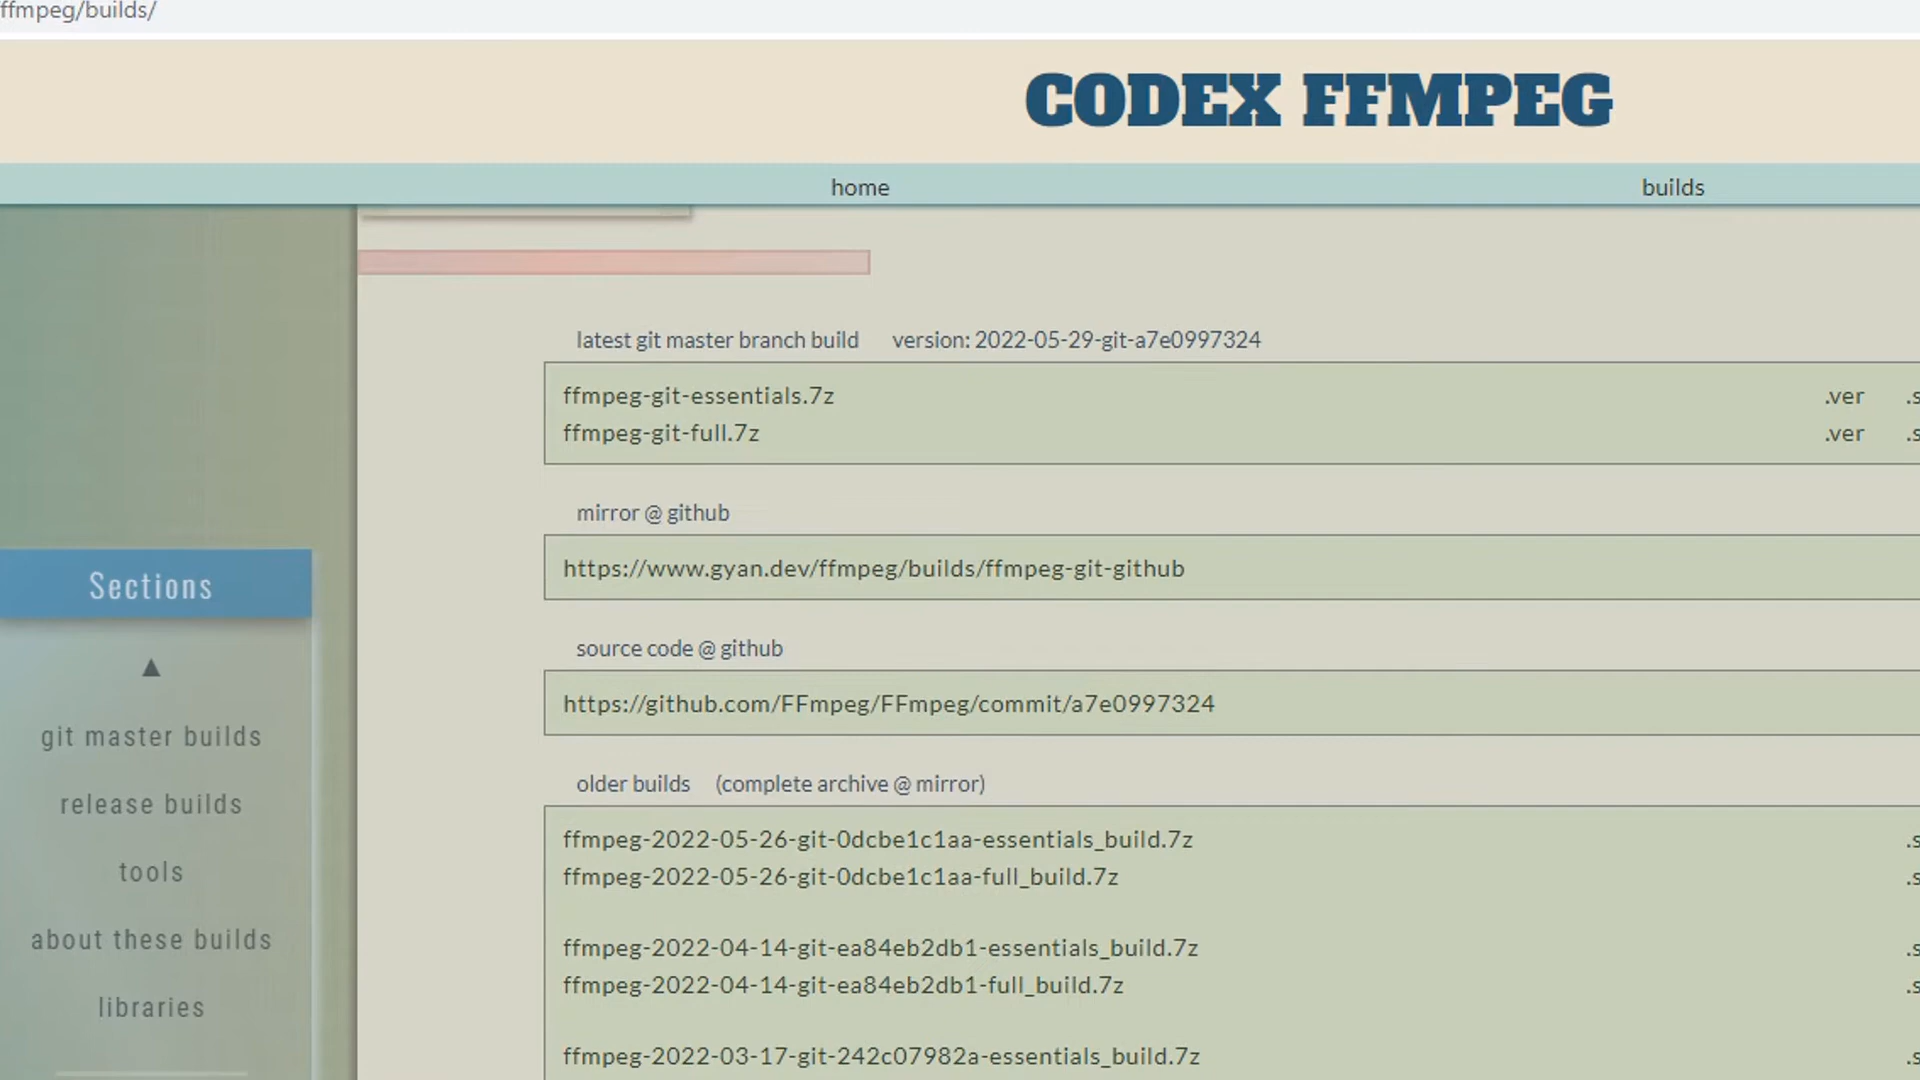 ffmpeg/builds/
CODEX FFMPEG
home builds
latest git master branch build version: 2022-05-29-git-a7e0997324
ffmpeg-git-essentials.7z .ver .s
ffmpeg-git-full.7z .ver .s
mirror @ github
https://www.gyan.dev/ffmpeg/builds/ffmpeg-git-github
source code @ github
https://github.com/FFmpeg/FFmpeg/commit/a7e0997324
older builds (complete archive @ mirror)
ffmpeg-2022-05-26-git-0dcbe1c1aa-essentials_build.7z .s
ffmpeg-2022-05-26-git-0dcbe1c1aa-full_build.7z .s
ffmpeg-2022-04-14-git-ea84eb2db1-essentials_build.7z .s
ffmpeg-2022-04-14-git-ea84eb2db1-full_build.7z .s
ffmpeg-2022-03-17-git-242c07982a-essentials_build.7z .s
Sections
▲
git master builds
release builds
tools
about these builds
libraries